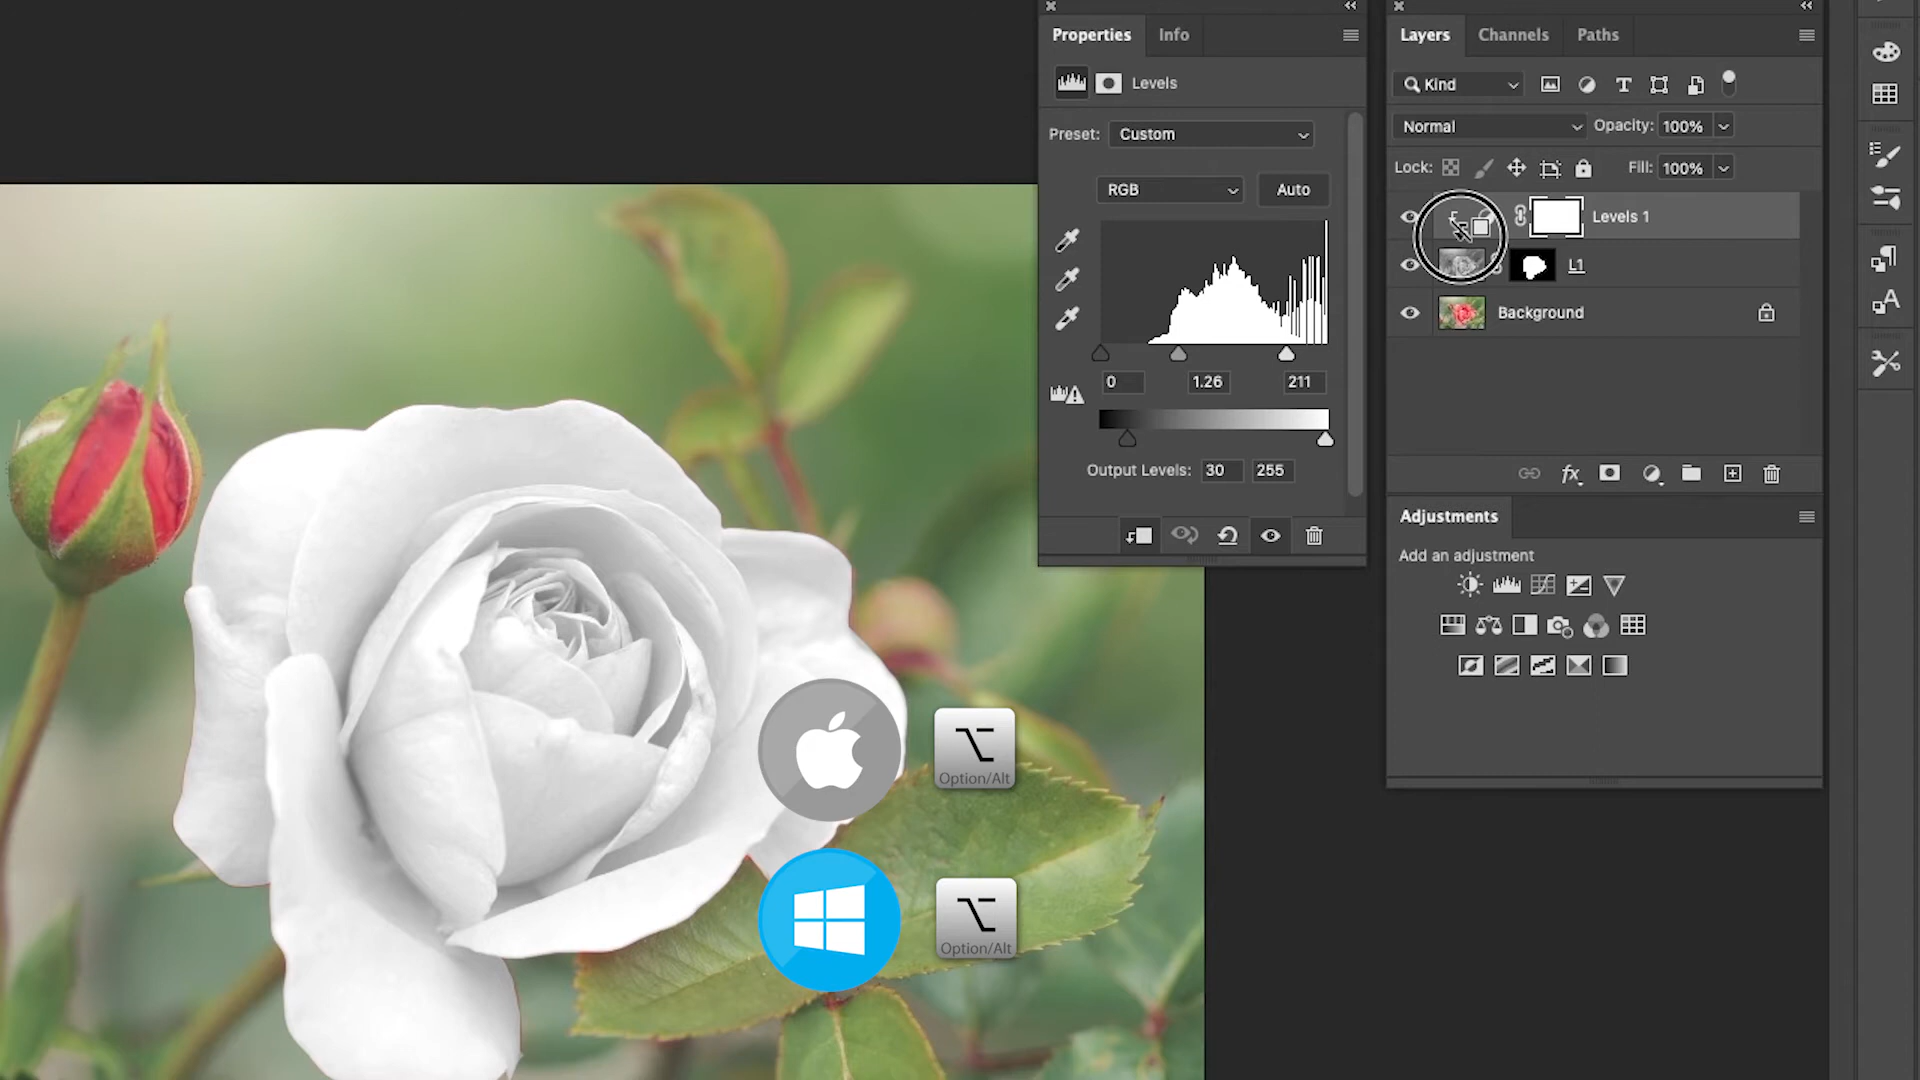 Properties
Info
Levels
Preset:
Custom
RGB
Auto
0
1.26
211
Output Levels:
30
255
Layers
Channels
Paths
Kind
Normal
Opacity:
100%
Lock:
Fill:
100%
Levels 1
L1
Background
fx
Adjustments
Add an adjustment
Option/Alt
Option/Alt